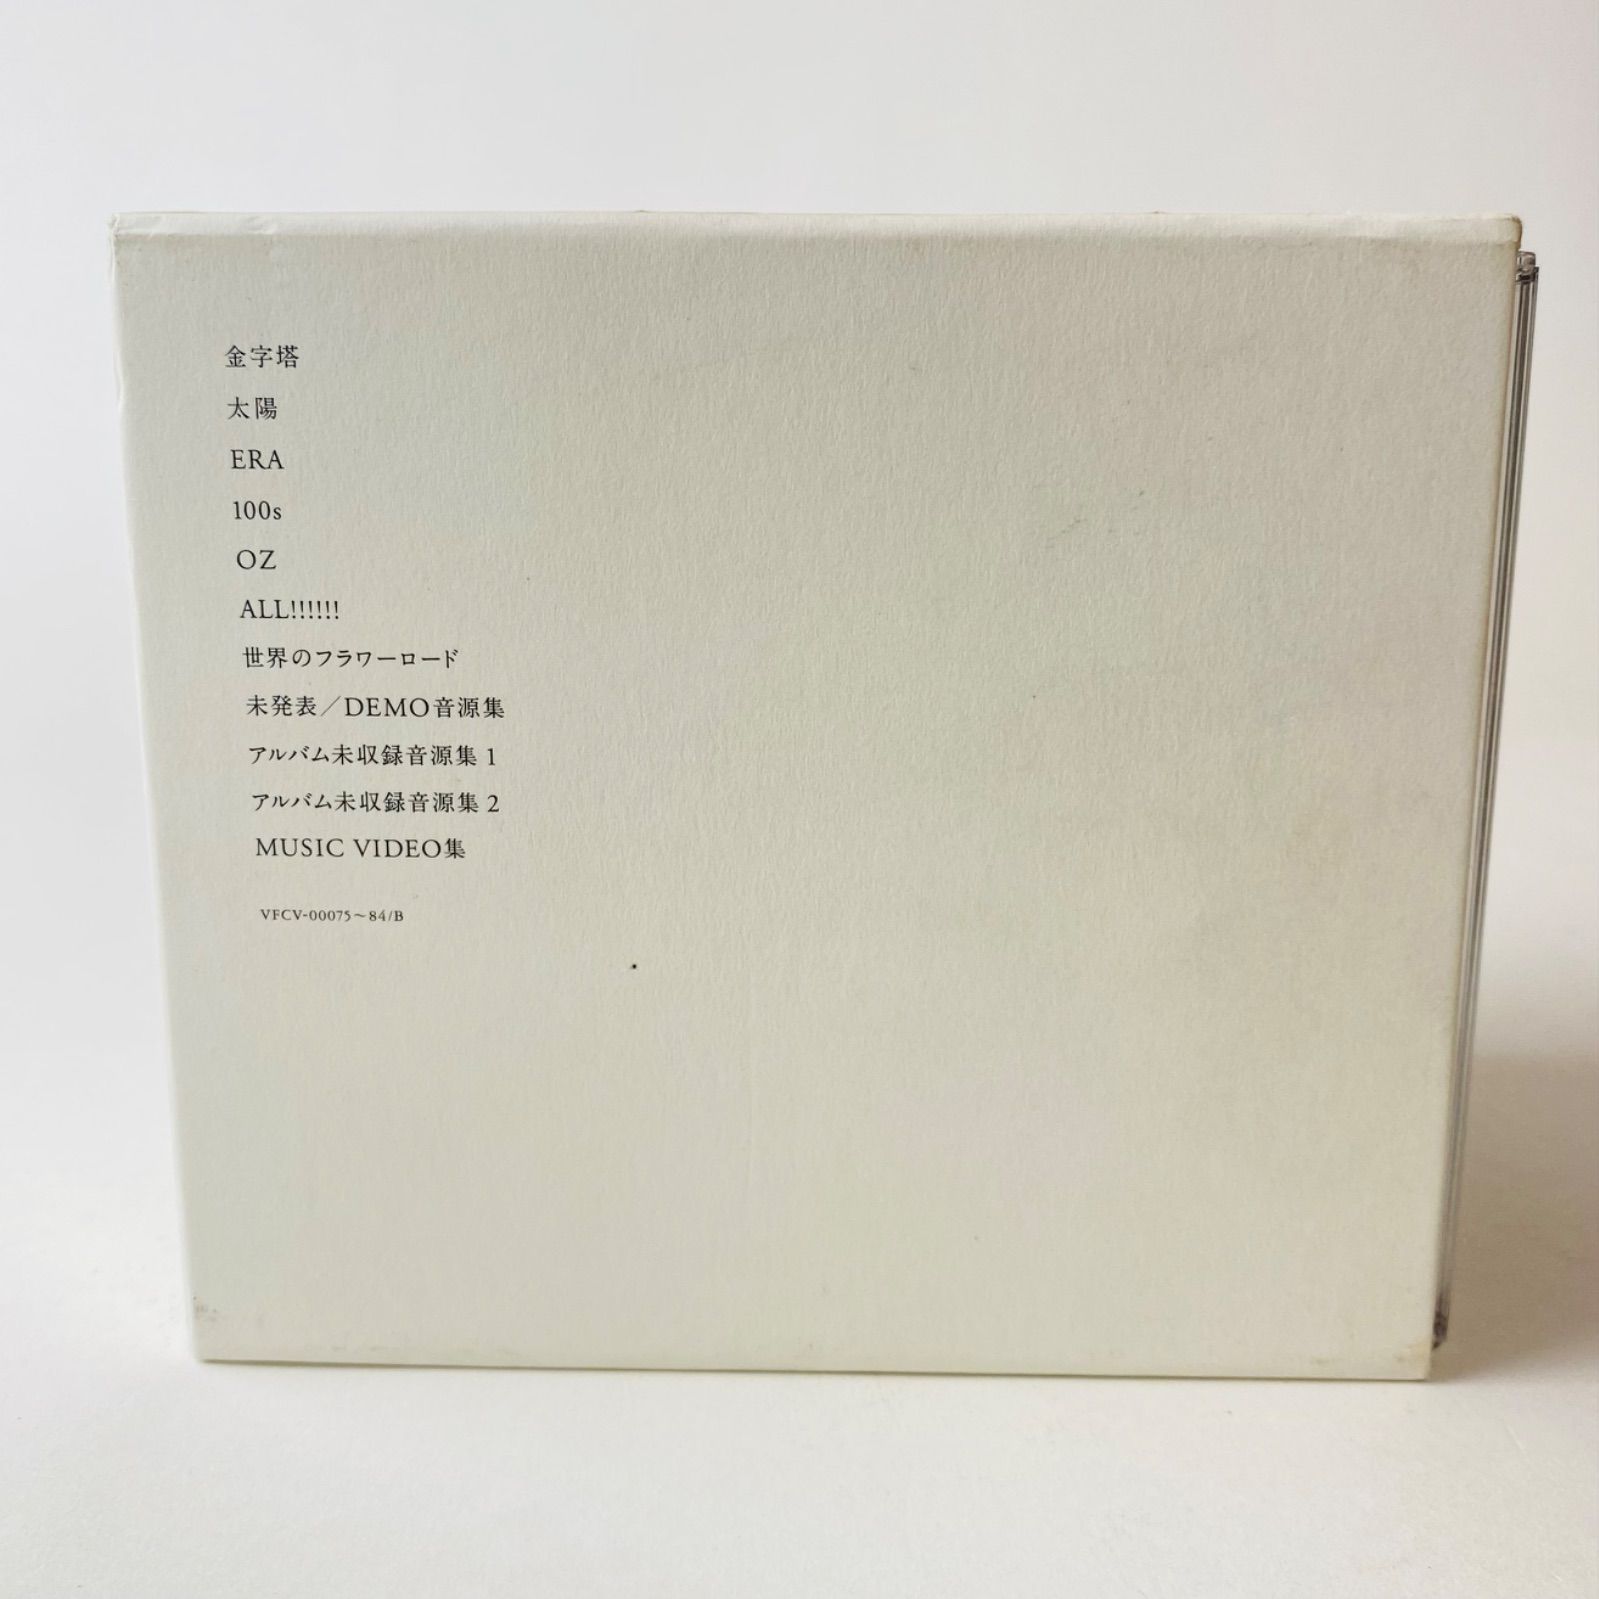 金字塔
太陽
ERA
100s
OZ
ALL!!!!!!
世界のフラワーロード
未発表／DEMO音源集
アルバム未収録音源集 1
アルバム未収録音源集 2
MUSIC VIDEO集
VFCV-00075～84/B